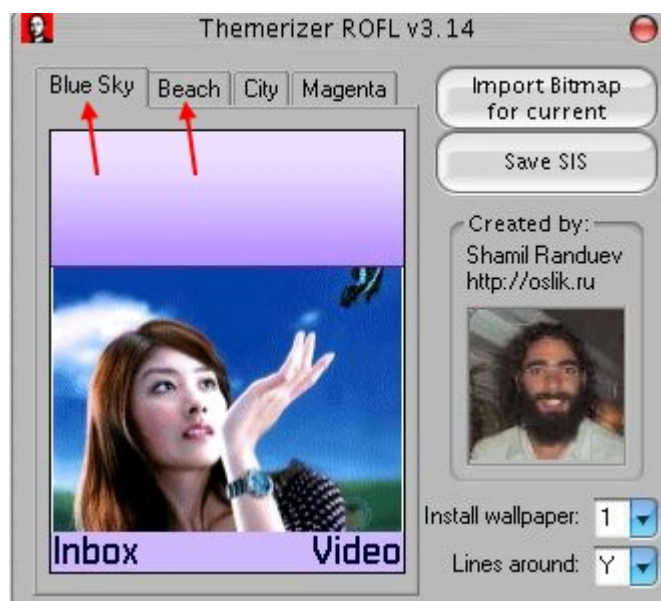 Themerizer ROFL v3.14
Blue Sky
Beach
City
Magenta
Import Bitmap
for current
Save SIS
Created by:
Shamil Randuev
http://oslik.ru
Inbox
Video
Install wallpaper: 1
Lines around: Y